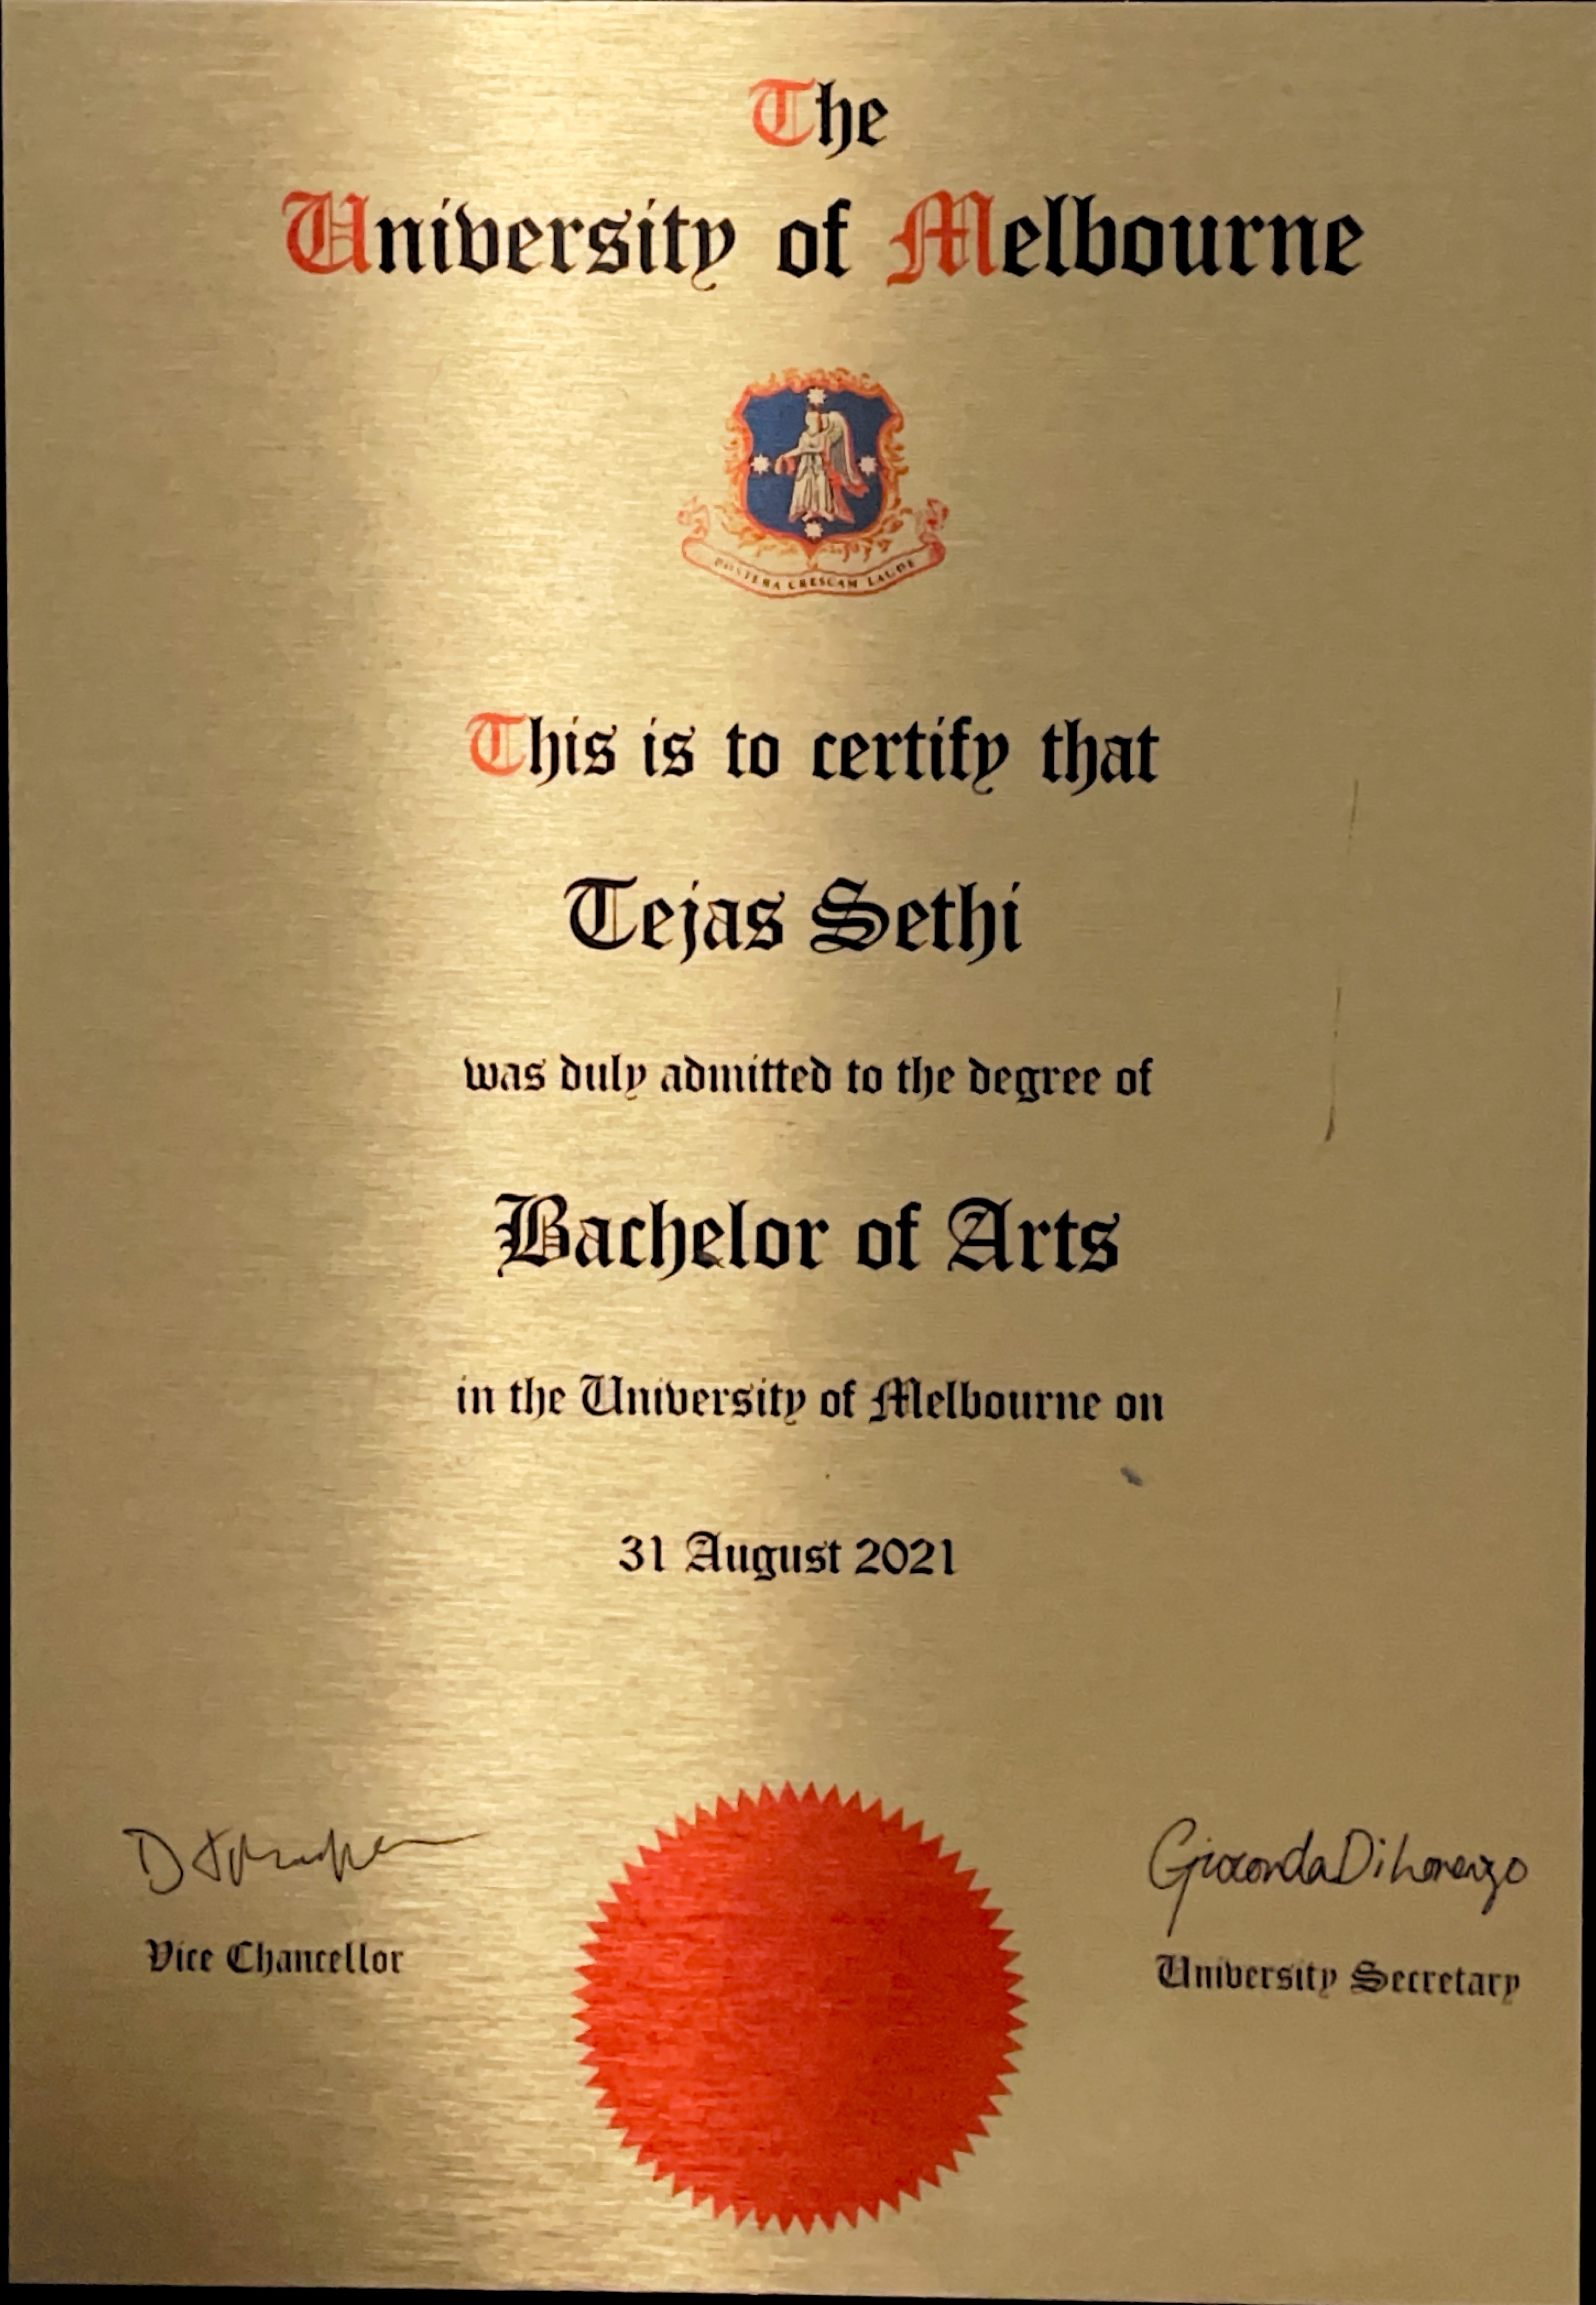 The
University of Melbourne
POSTERA CRESCAM LAUDE
This is to certify that
Tejas Sethi
was duly admitted to the degree of
Bachelor of Arts
in the University of Melbourne on
31 August 2021
Gioconda Di Lorenzo
Vice Chancellor
University Secretary